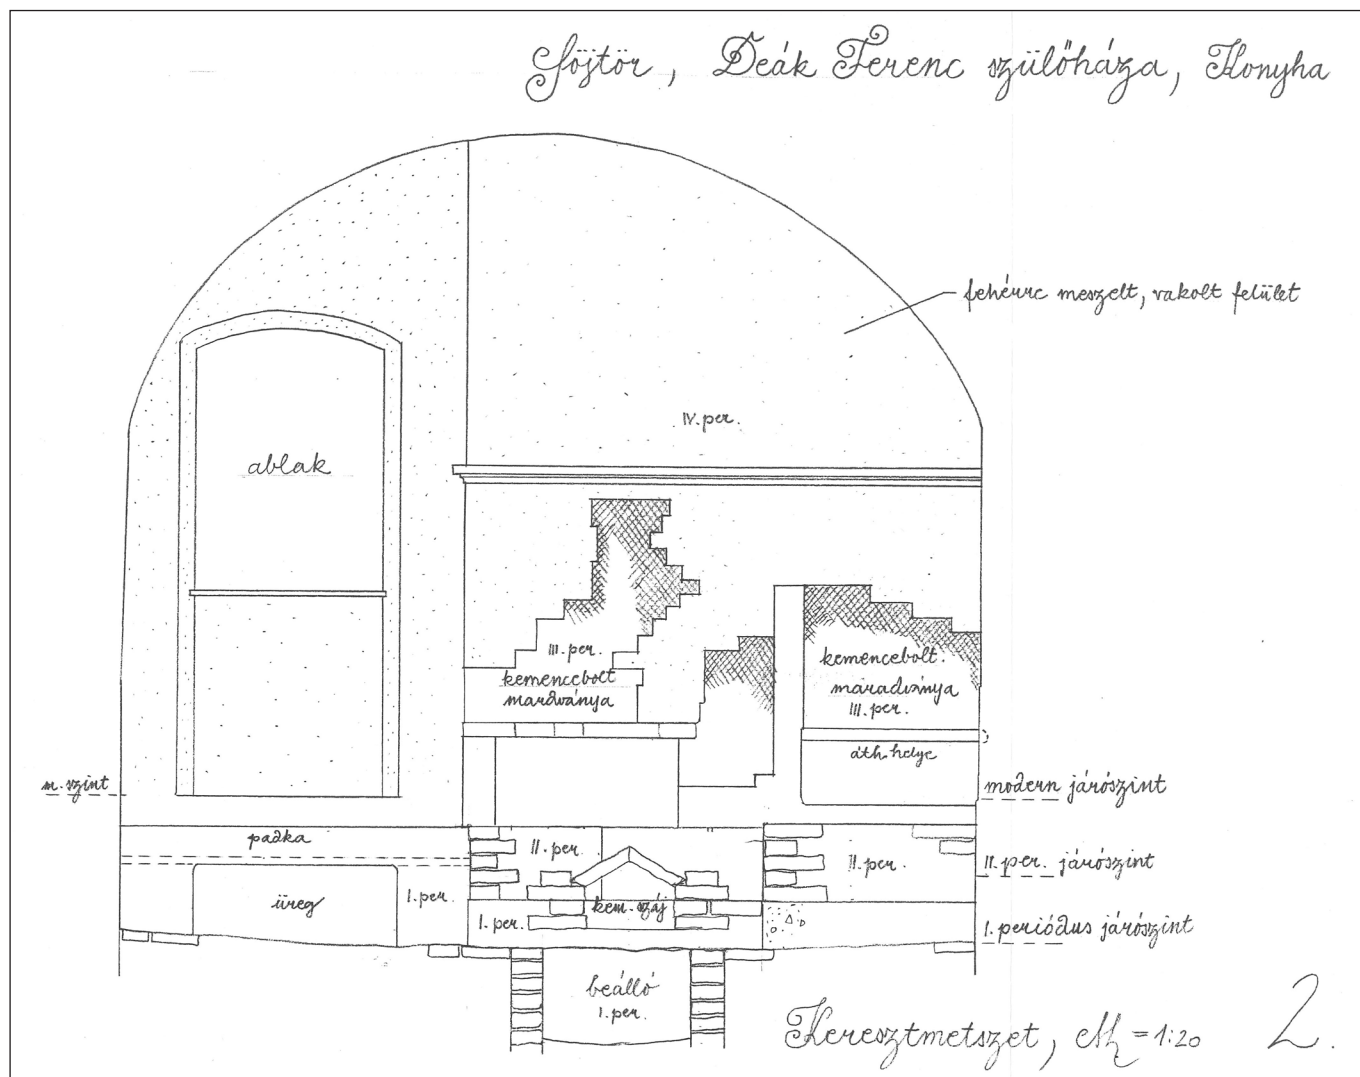 Söjtör, Deák Ferenc szülőháza, Konyha
fehérre meszelt, vakolt felület
IV. per.
ablak
III. per.
kemencebolt
mardványa
kemencebolt.
maradványa
III. per.
áth. helye
m. szint
modern járószint
padka
II. per.
II. per.
II. per. járószint
üreg
I. per.
I. per.
kem. száj
I. periódus járószint
beálló
I. per.
Keresztmetszet, M = 1:20
2.